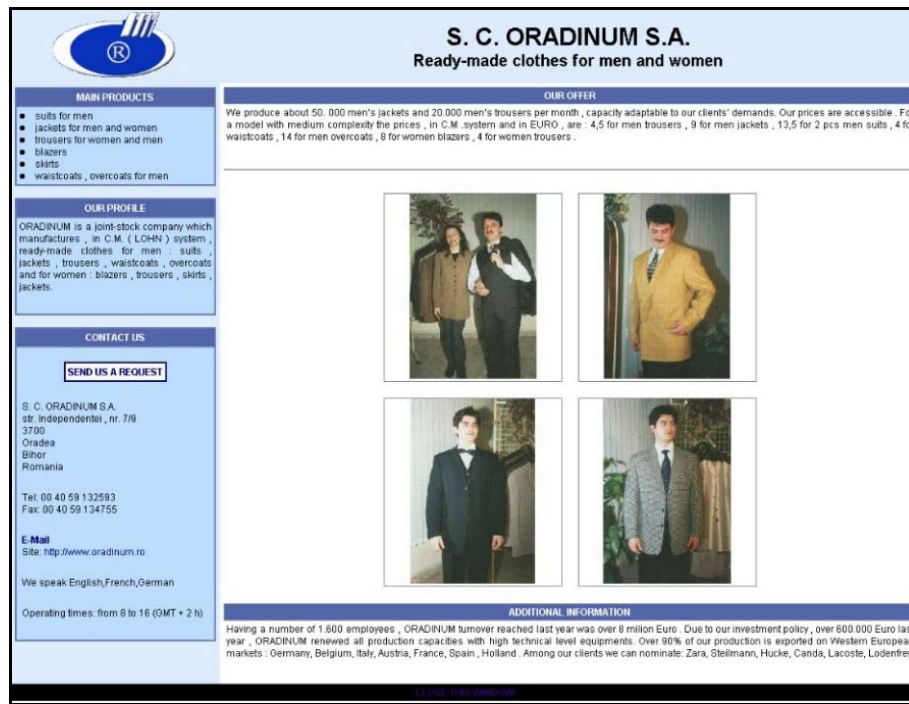 ®
S. C. ORADINUM S.A.
Ready-made clothes for men and women
MAIN PRODUCTS
suits for men
jackets for men and women
trousers for women and men
blazers
skirts
waistcoats , overcoats for men
OUR PROFILE
ORADINUM is a joint-stock company which
manufactures , in C.M. ( LOHN ) system ,
ready-made clothes for men : suits ,
jackets , trousers , waistcoats , overcoats
and for women : blazers , trousers , skirts ,
jackets.
CONTACT US
SEND US A REQUEST
S. C. ORADINUM S.A.
str. Independentei , nr. 7/9
3700
Oradea
Bihor
Romania
Tel: 00 40 59 132593
Fax: 00 40 59 134755
E-Mail
Site: http://www.oradinum.ro
We speak English,French,German
Operating times: from 8 to 16 (GMT + 2 h)
OUR OFFER
We produce about 50. 000 men's jackets and 20.000 men's trousers per month , capacity adaptable to our clients' demands. Our prices are accessible . Fo
a model with medium complexity the prices , in C.M .system and in EURO , are : 4,5 for men trousers , 9 for men jackets , 13,5 for 2 pcs men suits , 4 fo
waistcoats , 14 for men overcoats , 8 for women blazers , 4 for women trousers .
ADDITIONAL INFORMATION
Having a number of 1.600 employees , ORADINUM turnover reached last year was over 8 milion Euro . Due to our investment policy , over 600.000 Euro las
year , ORADINUM renewed all production capacities with high technical level equipments. Over 90% of our production is exported on Western Europea
markets : Germany, Belgium, Italy, Austria, France, Spain , Holland . Among our clients we can nominate: Zara, Steilmann, Hucke, Canda, Lacoste, Lodenfrey
CLOSE THIS WINDOW